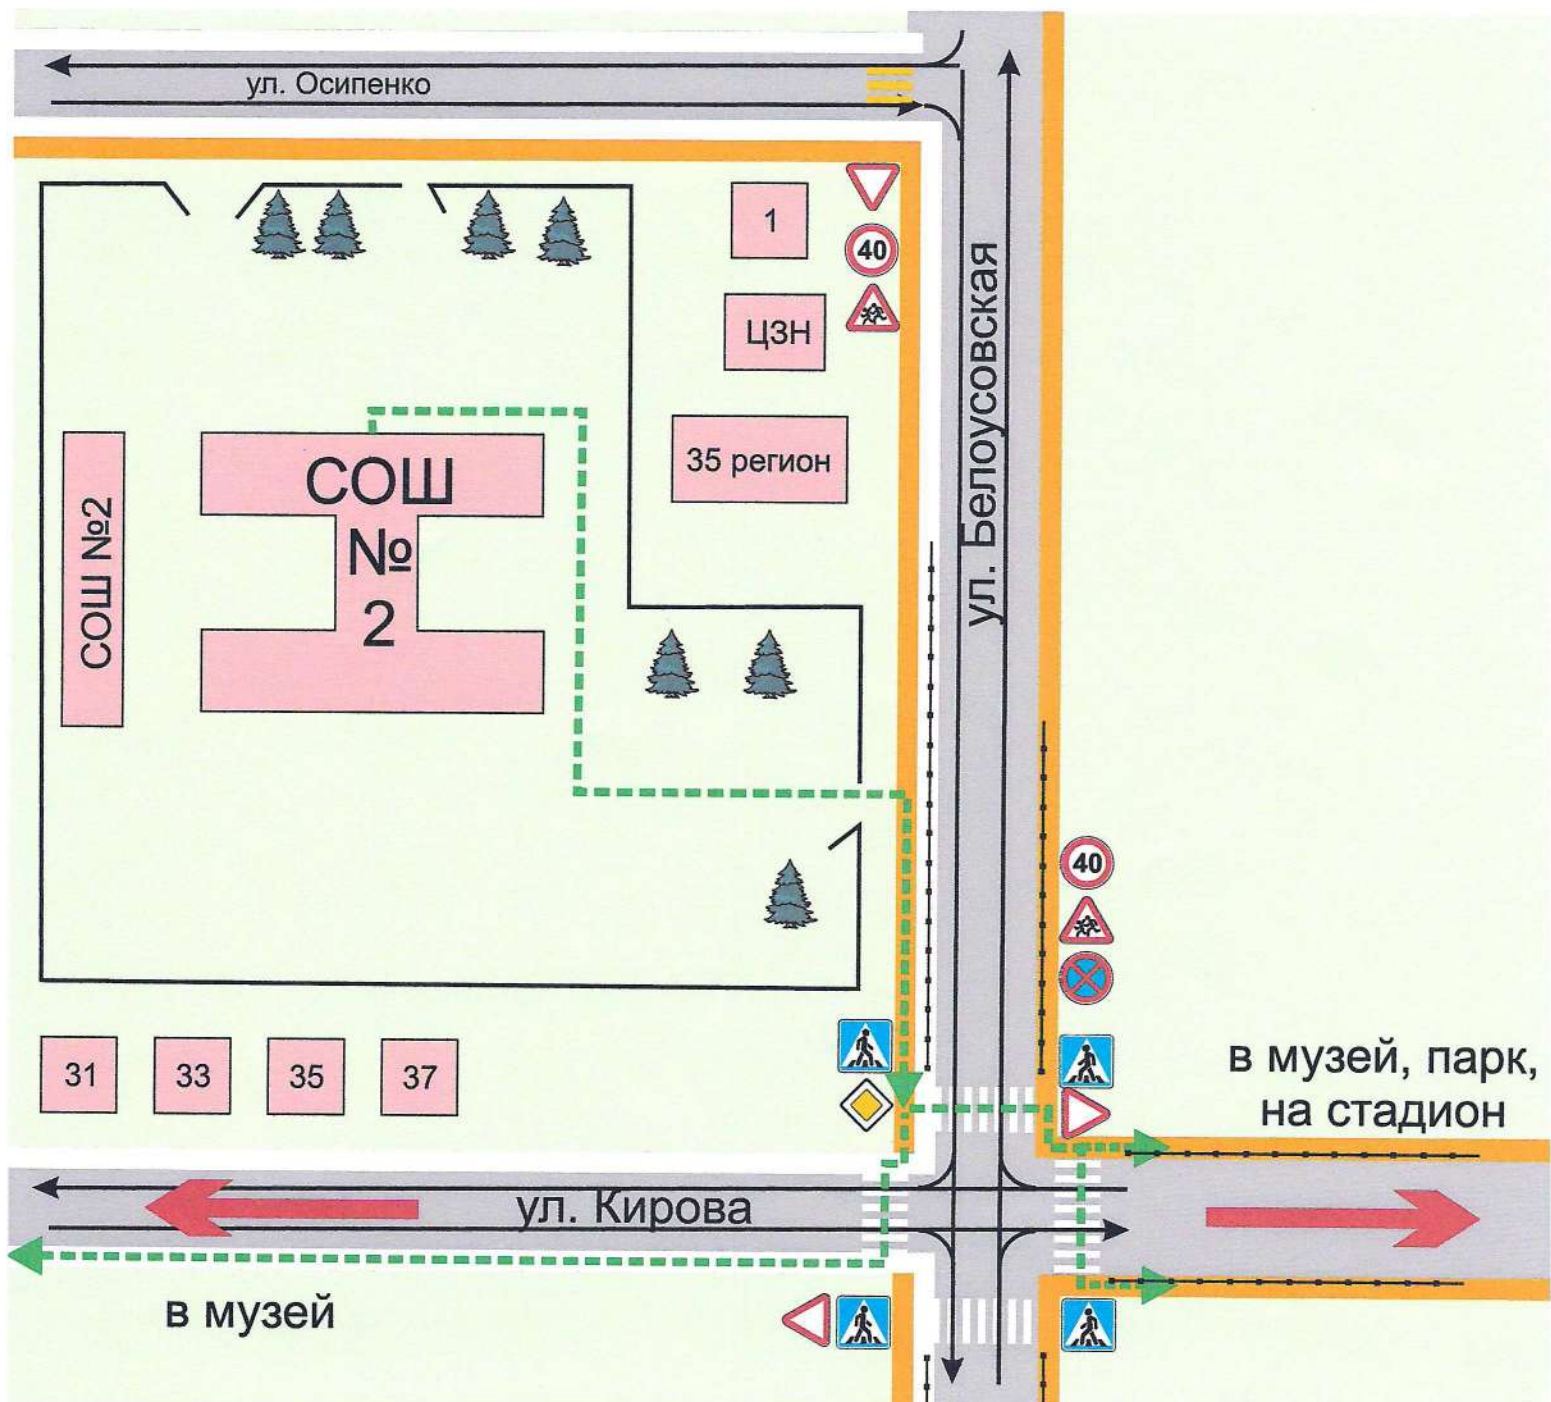 ул. Осипенко
1
40
ЦЗН
35 регион
ул. Белоусовская
СОШ
№
2
СОШ №2
40
31
33
35
37
в музей, парк,
на стадион
ул. Кирова
в музей